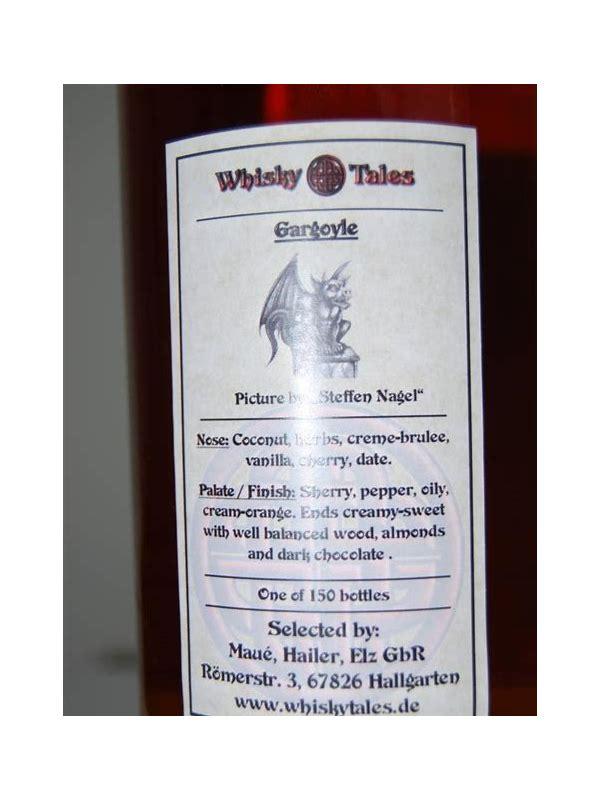 Whisky Tales
Gargoyle
Picture by „Steffen Nagel“
Nose: Coconut, herbs, creme-brulee,
vanilla, cherry, date.
Palate / Finish: Sherry, pepper, oily,
cream-orange. Ends creamy-sweet
with well balanced wood, almonds
and dark chocolate .
One of 150 bottles
Selected by:
Maué, Hailer, Elz GbR
Römerstr. 3, 67826 Hallgarten
www.whiskytales.de